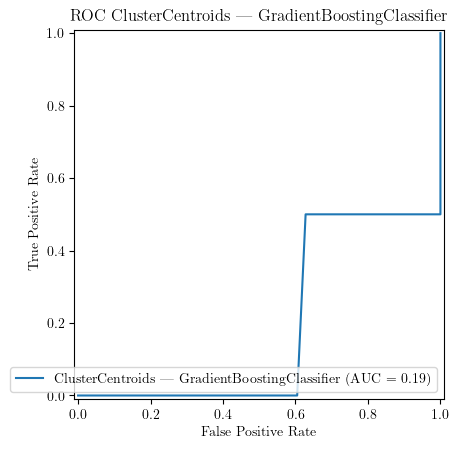 ROC ClusterCentroids — GradientBoostingClassifier
True Positive Rate
1.0
0.8
0.6
0.4
0.2
0.0
ClusterCentroids — GradientBoostingClassifier (AUC = 0.19)
0.0 0.2 0.4 0.6 0.8 1.0
False Positive Rate